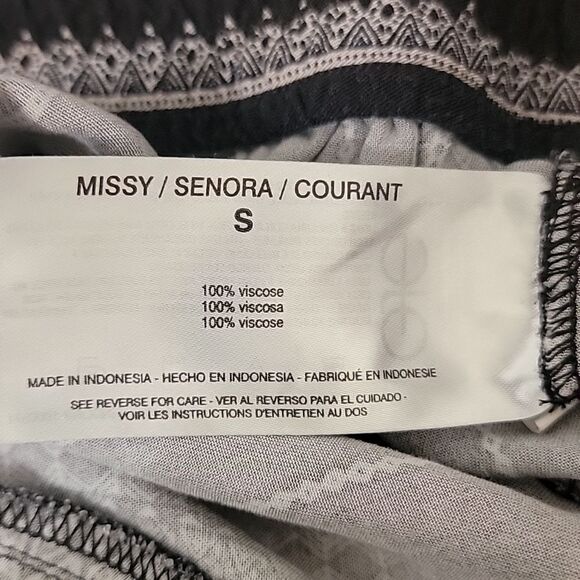 MISSY / SENORA / COURANT
S
100% viscose
100% viscosa
100% viscose
MADE IN INDONESIA - HECHO EN INDONESIA - FABRIQUÉ EN INDONESIE
SEE REVERSE FOR CARE - VER AL REVERSO PARA EL CUIDADO -
VOIR LES INSTRUCTIONS D'ENTRETIEN AU DOS